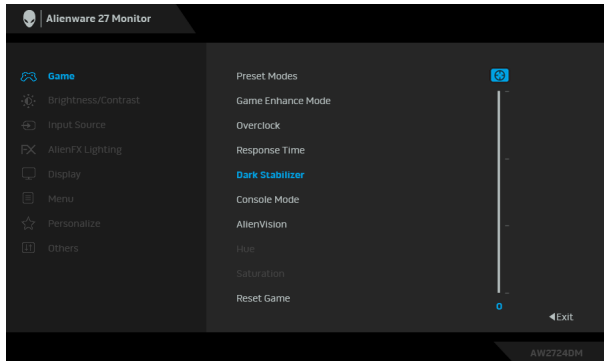 Alienware 27 Monitor
Game
Brightness/Contrast
Input Source
FX AlienFX Lighting
Display
Menu
Personalize
Others
Preset Modes
Game Enhance Mode
Overclock
Response Time
Dark Stabilizer
Console Mode
AlienVision
Hue
Saturation
Reset Game
0
Exit
AW2724DM